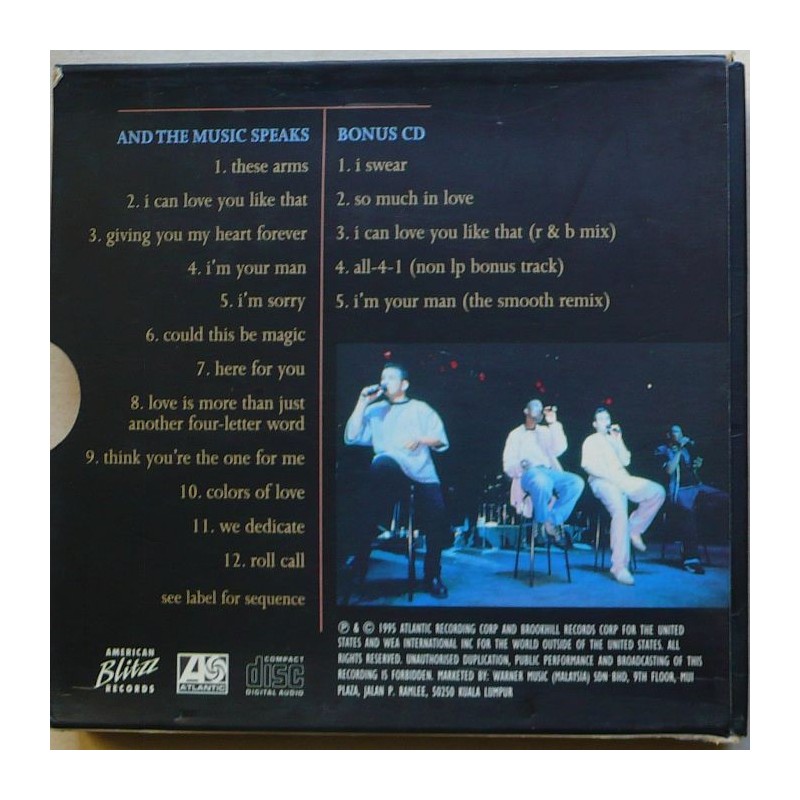 AND THE MUSIC SPEAKS
1. these arms
2. i can love you like that
3. giving you my heart forever
4. i'm your man
5. i'm sorry
6. could this be magic
7. here for you
8. love is more than just
another four-letter word
9. think you're the one for me
10. colors of love
11. we dedicate
12. roll call
see label for sequence
BONUS CD
1. i swear
2. so much in love
3. i can love you like that (r & b mix)
4. all-4-1 (non lp bonus track)
5. i'm your man (the smooth remix)
℗ & © 1995 ATLANTIC RECORDING CORP AND BROOKHILL RECORDS CORP FOR THE UNITED
STATES AND WEA INTERNATIONAL INC FOR THE WORLD OUTSIDE OF THE UNITED STATES. ALL
RIGHTS RESERVED. UNAUTHORISED DUPLICATION, PUBLIC PERFORMANCE AND BROADCASTING OF THIS
RECORDING IS FORBIDDEN. MARKETED BY: WARNER MUSIC (MALAYSIA) SDN BHD, 9TH FLOOR, MUI
PLAZA, JALAN P. RAMLEE, 50250 KUALA LUMPUR
AMERICAN
Blitzz
RECORDS
ATLANTIC
COMPACT
disc
DIGITAL AUDIO